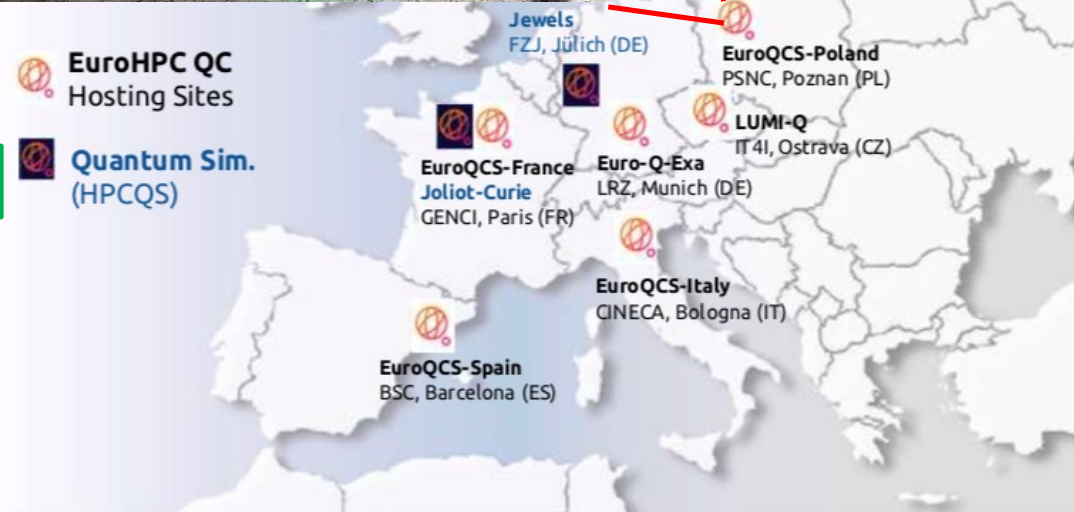 EuroHPC QC
Hosting Sites
Quantum Sim.
(HPCQS)
Jewels
FZJ, Jülich (DE)
EuroQCS-Poland
PSNC, Poznan (PL)
LUMI-Q
IT4I, Ostrava (CZ)
EuroQCS-France
Joliot-Curie
GENCI, Paris (FR)
Euro-Q-Exa
LRZ, Munich (DE)
EuroQCS-Italy
CINECA, Bologna (IT)
EuroQCS-Spain
BSC, Barcelona (ES)